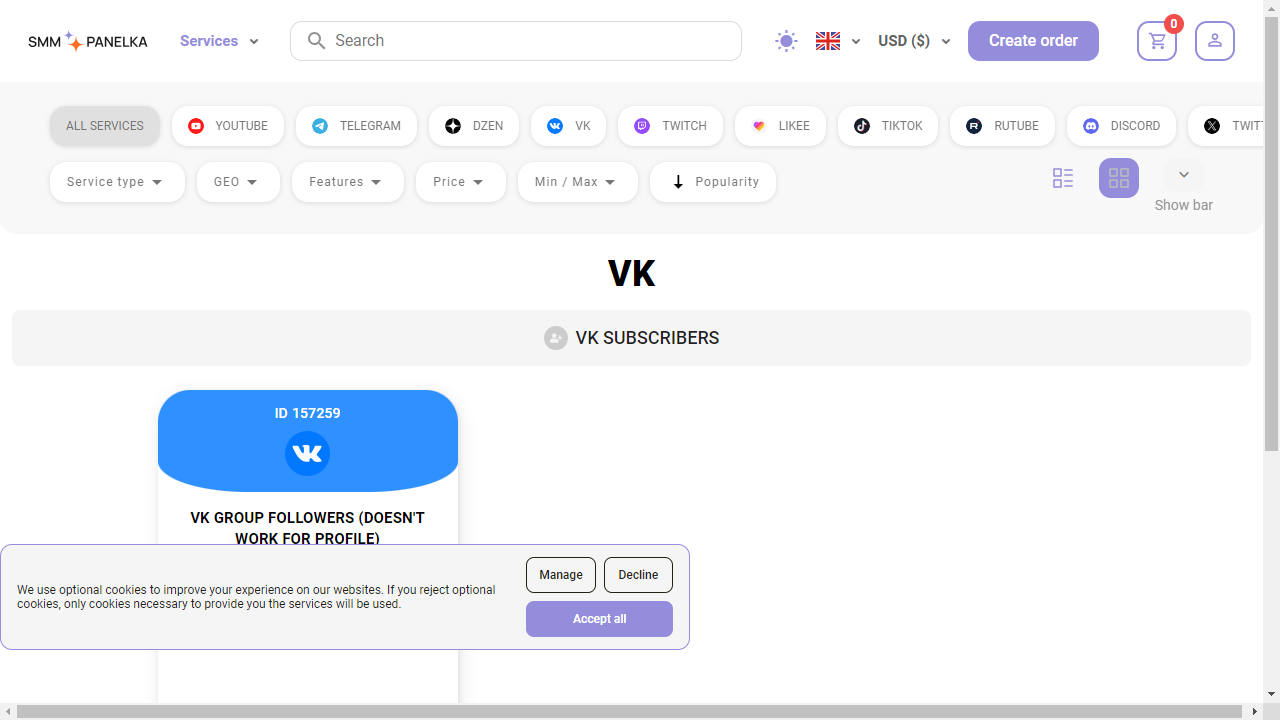 SMM PANELKA
Services
Search
USD ($)
Create order
0
ALL SERVICES
YOUTUBE
TELEGRAM
DZEN
VK
TWITCH
LIKEE
TIKTOK
RUTUBE
DISCORD
Service type
GEO
Features
Price
Min / Max
Popularity
Show bar
VK
VK SUBSCRIBERS
ID 157259
VK GROUP FOLLOWERS (DOESN'T
WORK FOR PROFILE)
We use optional cookies to improve your experience on our websites. If you reject optional
cookies, only cookies necessary to provide you the services will be used.
Manage
Decline
Accept all